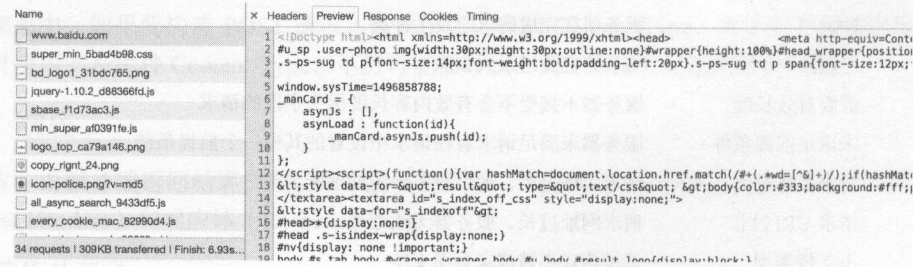 Name
www.baidu.com
super_min_5bad4b98.css
bd_logo1_31bdc765.png
jquery-1.10.2_d88366fd.js
sbase_f1d73ac3.js
min_super_af0391fe.js
logo_top_ca79a146.png
copy_rignt_24.png
icon-police.png?v=md5
all_async_search_9433df5.js
every_cookie_mac_82990d4.js
34 requests | 309KB transferred | Finish: 6.93s...
× Headers Preview Response Cookies Timing
1 <!Doctype html><html xmlns=http://www.w3.org/1999/xhtml><head> <meta http-equiv=Conte
2 #u_sp .user-photo img{width:30px;height:30px;outline:none}#wrapper{height:100%}#head_wrapper{position
3 .s-ps-sug td p{font-size:14px;font-weight:bold;padding-left:20px}.s-ps-sug td p span{font-size:12px;
4
5 window.sysTime=1496858788;
6 _manCard = {
7 asynJs : [],
8 asynLoad : function(id){
9 _manCard.asynJs.push(id);
10 }
11 };
12 </script><script>(function(){var hashMatch=document.location.href.match(/#+(.*wd=[^&]+)/);if(hashMatc
13 &lt;style data-for=&quot;result&quot; type=&quot;text/css&quot; &gt;body{color:#333;background:#fff;p
14 </textarea><textarea id="s_index_off_css" style="display:none;">
15 &lt;style data-for="s_indexoff"&gt;
16 #head>*{display:none;}
17 #head .s-isindex-wrap{display:none;}
18 #nv{display: none !important;}
19 body #s_tab,body #wrapper_wrapper,body #u,body #result_logo{display:block;}